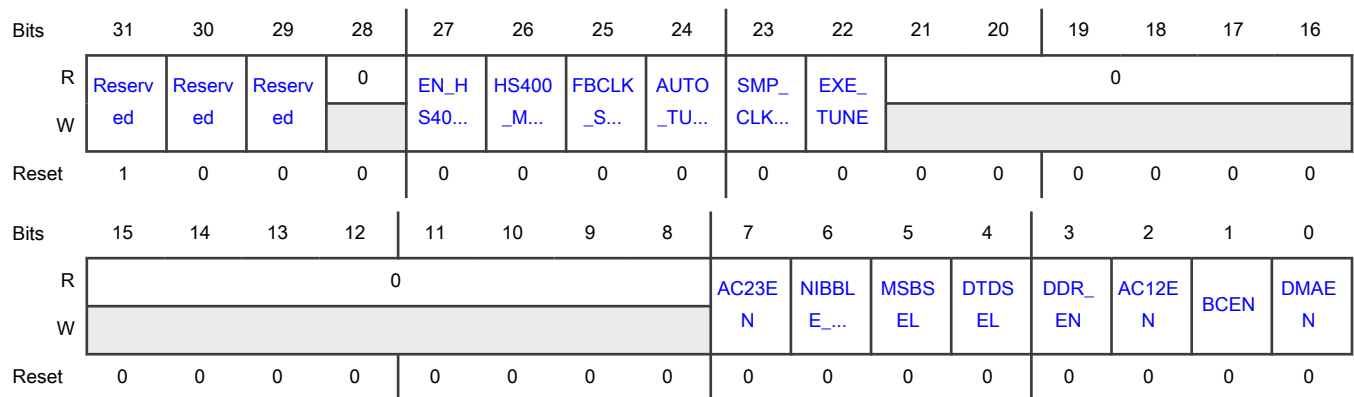 Bits 31 30 29 28 27 26 25 24 23 22 21 20 19 18 17 16
R Reserv Reserv Reserv 0 EN_H HS400 FBCLK AUTO SMP_ EXE_ 0
W ed ed ed S40... _M... _S... _TU... CLK... TUNE
Reset 1 0 0 0 0 0 0 0 0 0 0 0 0 0 0 0
Bits 15 14 13 12 11 10 9 8 7 6 5 4 3 2 1 0
R 0 AC23E NIBBL MSBS DTDS DDR_ AC12E BCEN DMAE
W N E_... EL EL EN N N
Reset 0 0 0 0 0 0 0 0 0 0 0 0 0 0 0 0